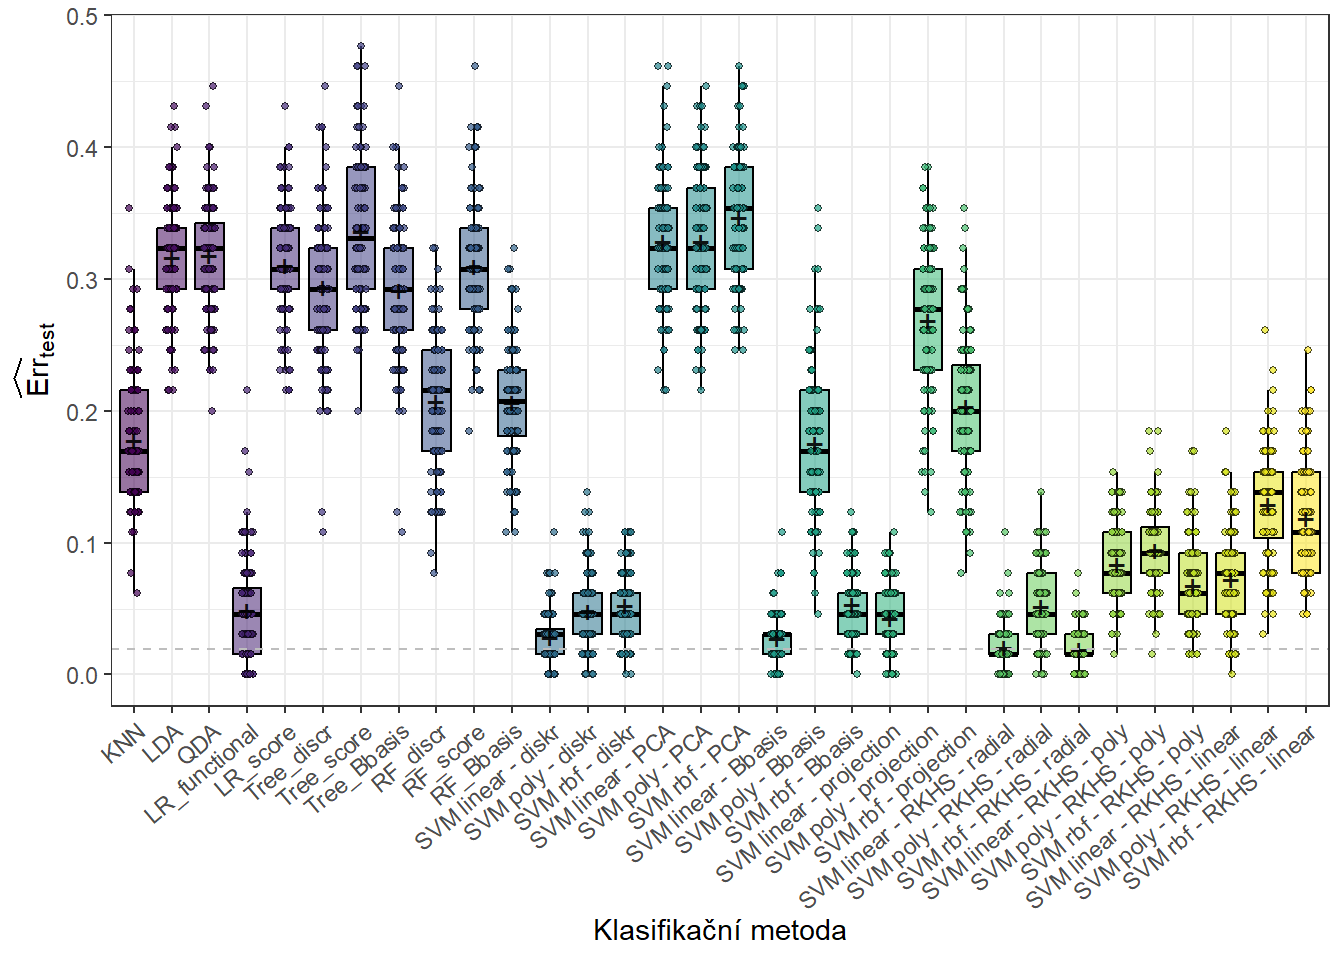 0.5
0.4
0.3
0.2
0.1
0.0
Err_test
KNN
LDA
QDA
LR_functional
LR_score
Tree_discr
Tree_score
Tree_Bbasis
RF_discr
RF_score
RF_Bbasis
SVM linear - diskr
SVM poly - diskr
SVM rbf - diskr
SVM linear - PCA
SVM poly - PCA
SVM rbf - PCA
SVM linear - Bbasis
SVM poly - Bbasis
SVM rbf - Bbasis
SVM linear - projection
SVM poly - projection
SVM rbf - projection
SVM linear - RKHS - radial
SVM poly - RKHS - radial
SVM rbf - RKHS - radial
SVM linear - RKHS - poly
SVM poly - RKHS - poly
SVM rbf - RKHS - poly
SVM linear - RKHS - linear
SVM poly - RKHS - linear
SVM rbf - RKHS - linear
Klasifikační metoda